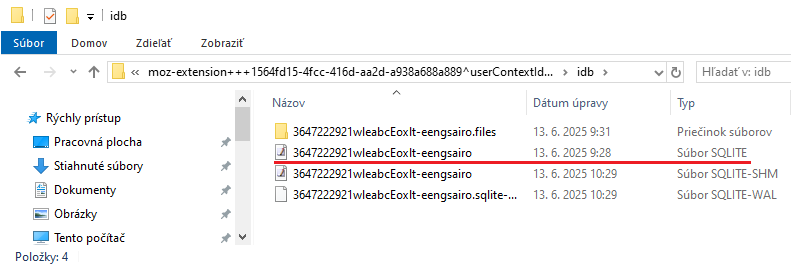 idb
Súbor Domov Zdieľať Zobraziť
« moz-extension+++1564fd15-4fcc-416d-aa2d-a938a688a889^userContextId... > idb > Hľadať v: idb
Názov Dátum úpravy Typ
Rýchly prístup
Pracovná plocha
Stiahnuté súbory
Dokumenty
Obrázky
Tento počítač
3647222921wleabcEoxlt-eengsairo.files 13. 6. 2025 9:31 Priečinok súborov
3647222921wleabcEoxlt-eengsairo 13. 6. 2025 9:28 Súbor SQLITE
3647222921wleabcEoxlt-eengsairo 13. 6. 2025 10:29 Súbor SQLITE-SHM
3647222921wleabcEoxlt-eengsairo.sqlite-... 13. 6. 2025 10:29 Súbor SQLITE-WAL
Položky: 4